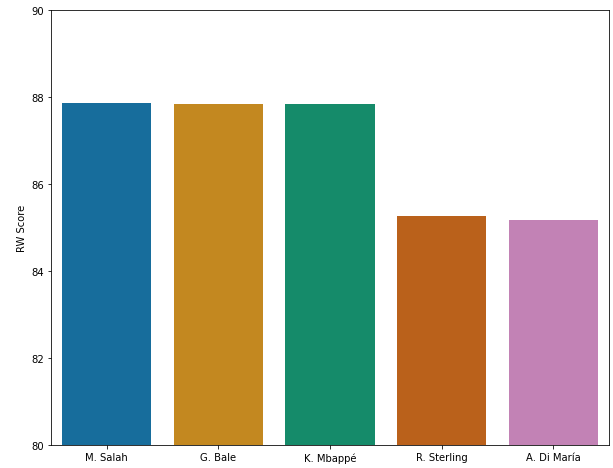 90
88
86
84
82
80
RW Score
M. Salah
G. Bale
K. Mbappé
R. Sterling
A. Di María